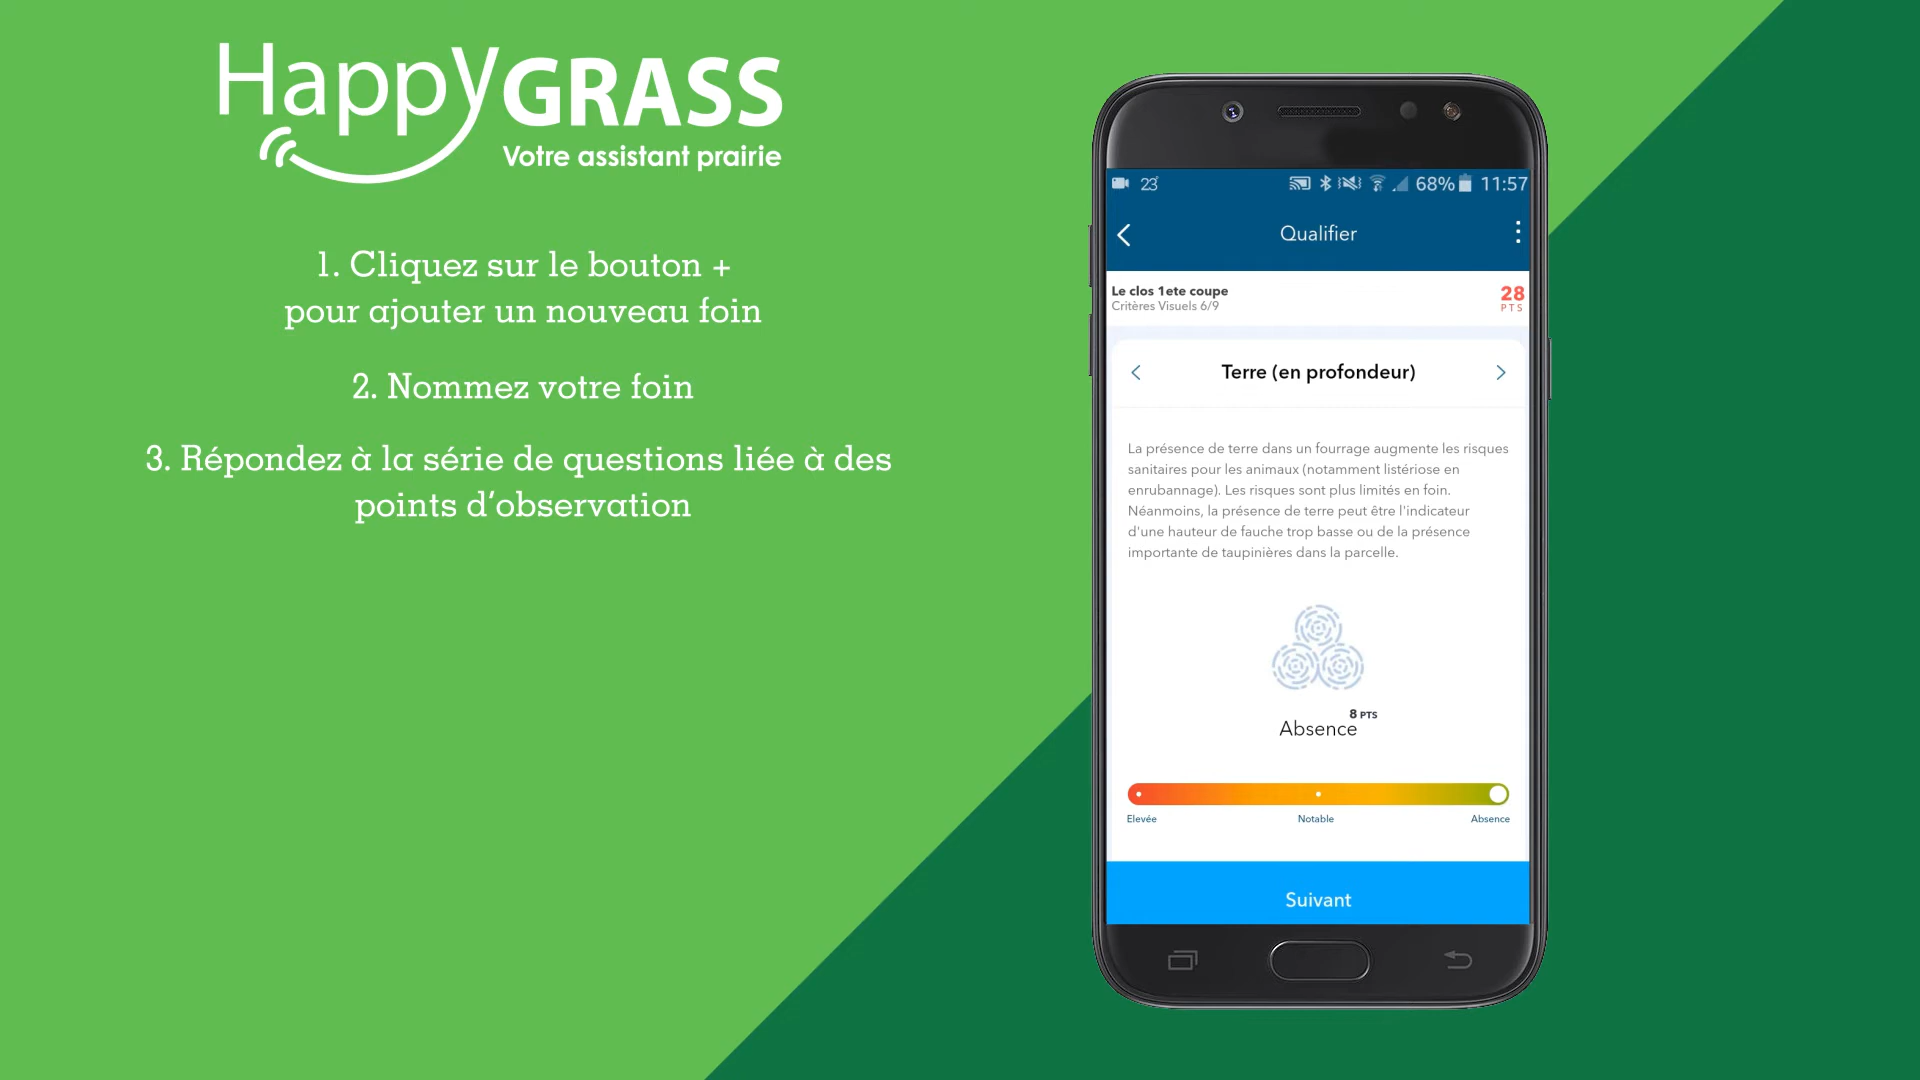 HappyGRASS
Votre assistant prairie
1. Cliquez sur le bouton +
pour ajouter un nouveau foin
2. Nommez votre foin
3. Répondez à la série de questions liée à des
points d'observation
23° 68% 11:57
Qualifier
Le clos 1ete coupe
Critères Visuels 6/9
28
PTS
Terre (en profondeur)
La présence de terre dans un fourrage augmente les risques
sanitaires pour les animaux (notamment listériose en
enrubannage). Les risques sont plus limités en foin.
Néanmoins, la présence de terre peut être l'indicateur
d'une hauteur de fauche trop basse ou de la présence
importante de taupinières dans la parcelle.
8 PTS
Absence
Elevée Notable Absence
Suivant